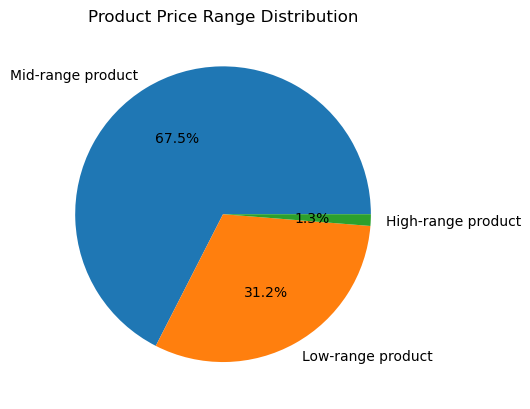 Product Price Range Distribution
Mid-range product
67.5%
1.3%
High-range product
31.2%
Low-range product